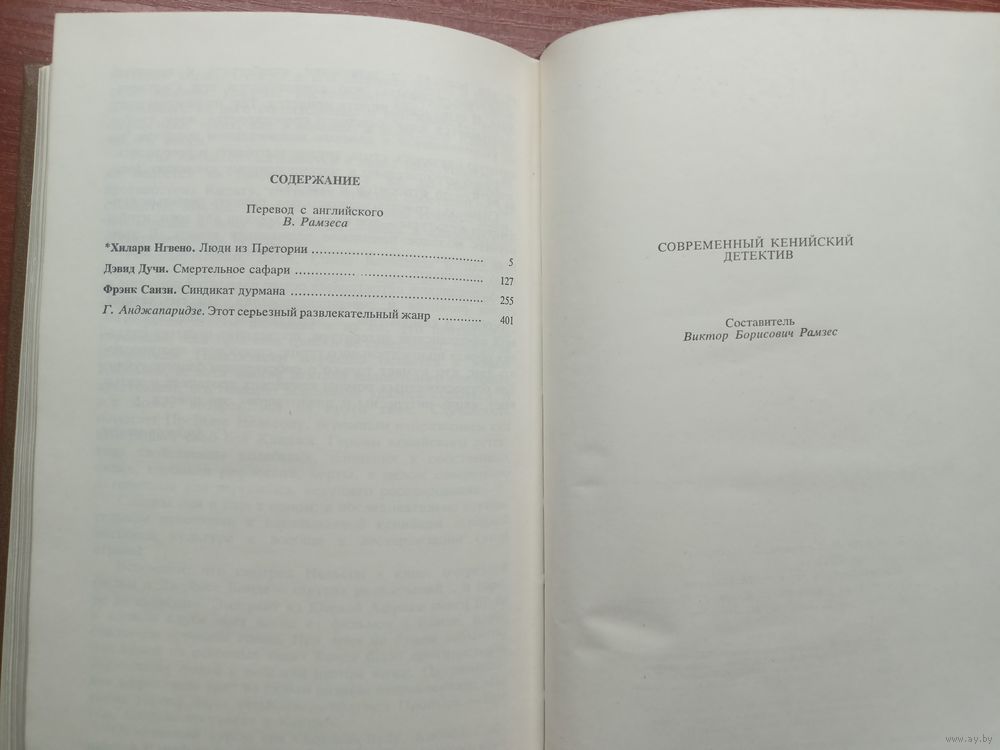 СОДЕРЖАНИЕ
Перевод с английского
В. Рамзеса
*Хилари Нгвено. Люди из Претории ........................................ 5
Дэвид Дучи. Смертельное сафари ........................................ 127
Фрэнк Саизи. Синдикат дурмана ........................................ 255
Г. Анджапаридзе. Этот серьезный развлекательный жанр ............ 401
СОВРЕМЕННЫЙ КЕНИЙСКИЙ
ДЕТЕКТИВ
Составитель
Виктор Борисович Рамзес
www.ay.by